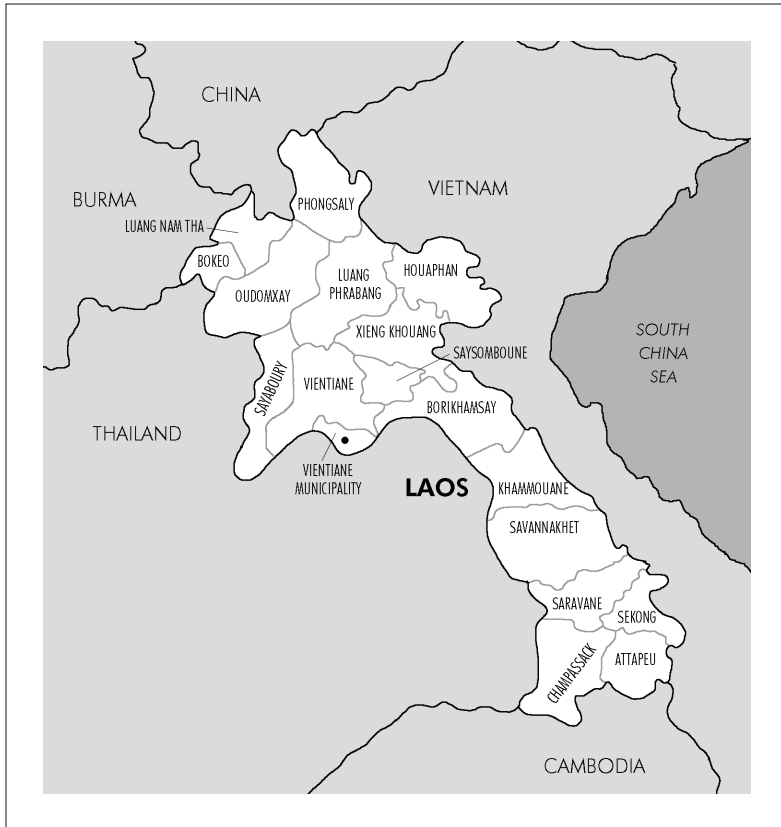 CHINA
BURMA
VIETNAM
PHONGSALY
LUANG NAM THA
BOKEO
OUDOMXAY
LUANG
PHRABANG
HOUAPHAN
XIENG KHOUANG
SAYSOMBOUNE
SOUTH
CHINA
SEA
SAYABOURY
VIENTIANE
BORIKHAMSAY
THAILAND
VIENTIANE
MUNICIPALITY
LAOS
KHAMMOUANE
SAVANNAKHET
SARAVANE
SEKONG
CHAMPASSACK
ATTAPEU
CAMBODIA